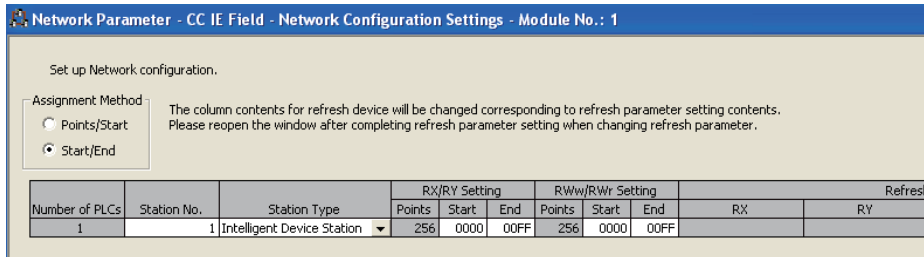 Network Parameter - CC IE Field - Network Configuration Settings - Module No.: 1
Set up Network configuration.
Assignment Method
Points/Start
Start/End
The column contents for refresh device will be changed corresponding to refresh parameter setting contents.
Please reopen the window after completing refresh parameter setting when changing refresh parameter.
RX/RY Setting RWw/RWr Setting Refres
Number of PLCs Station No. Station Type Points Start End Points Start End RX RY
1 1 Intelligent Device Station 256 0000 00FF 256 0000 00FF